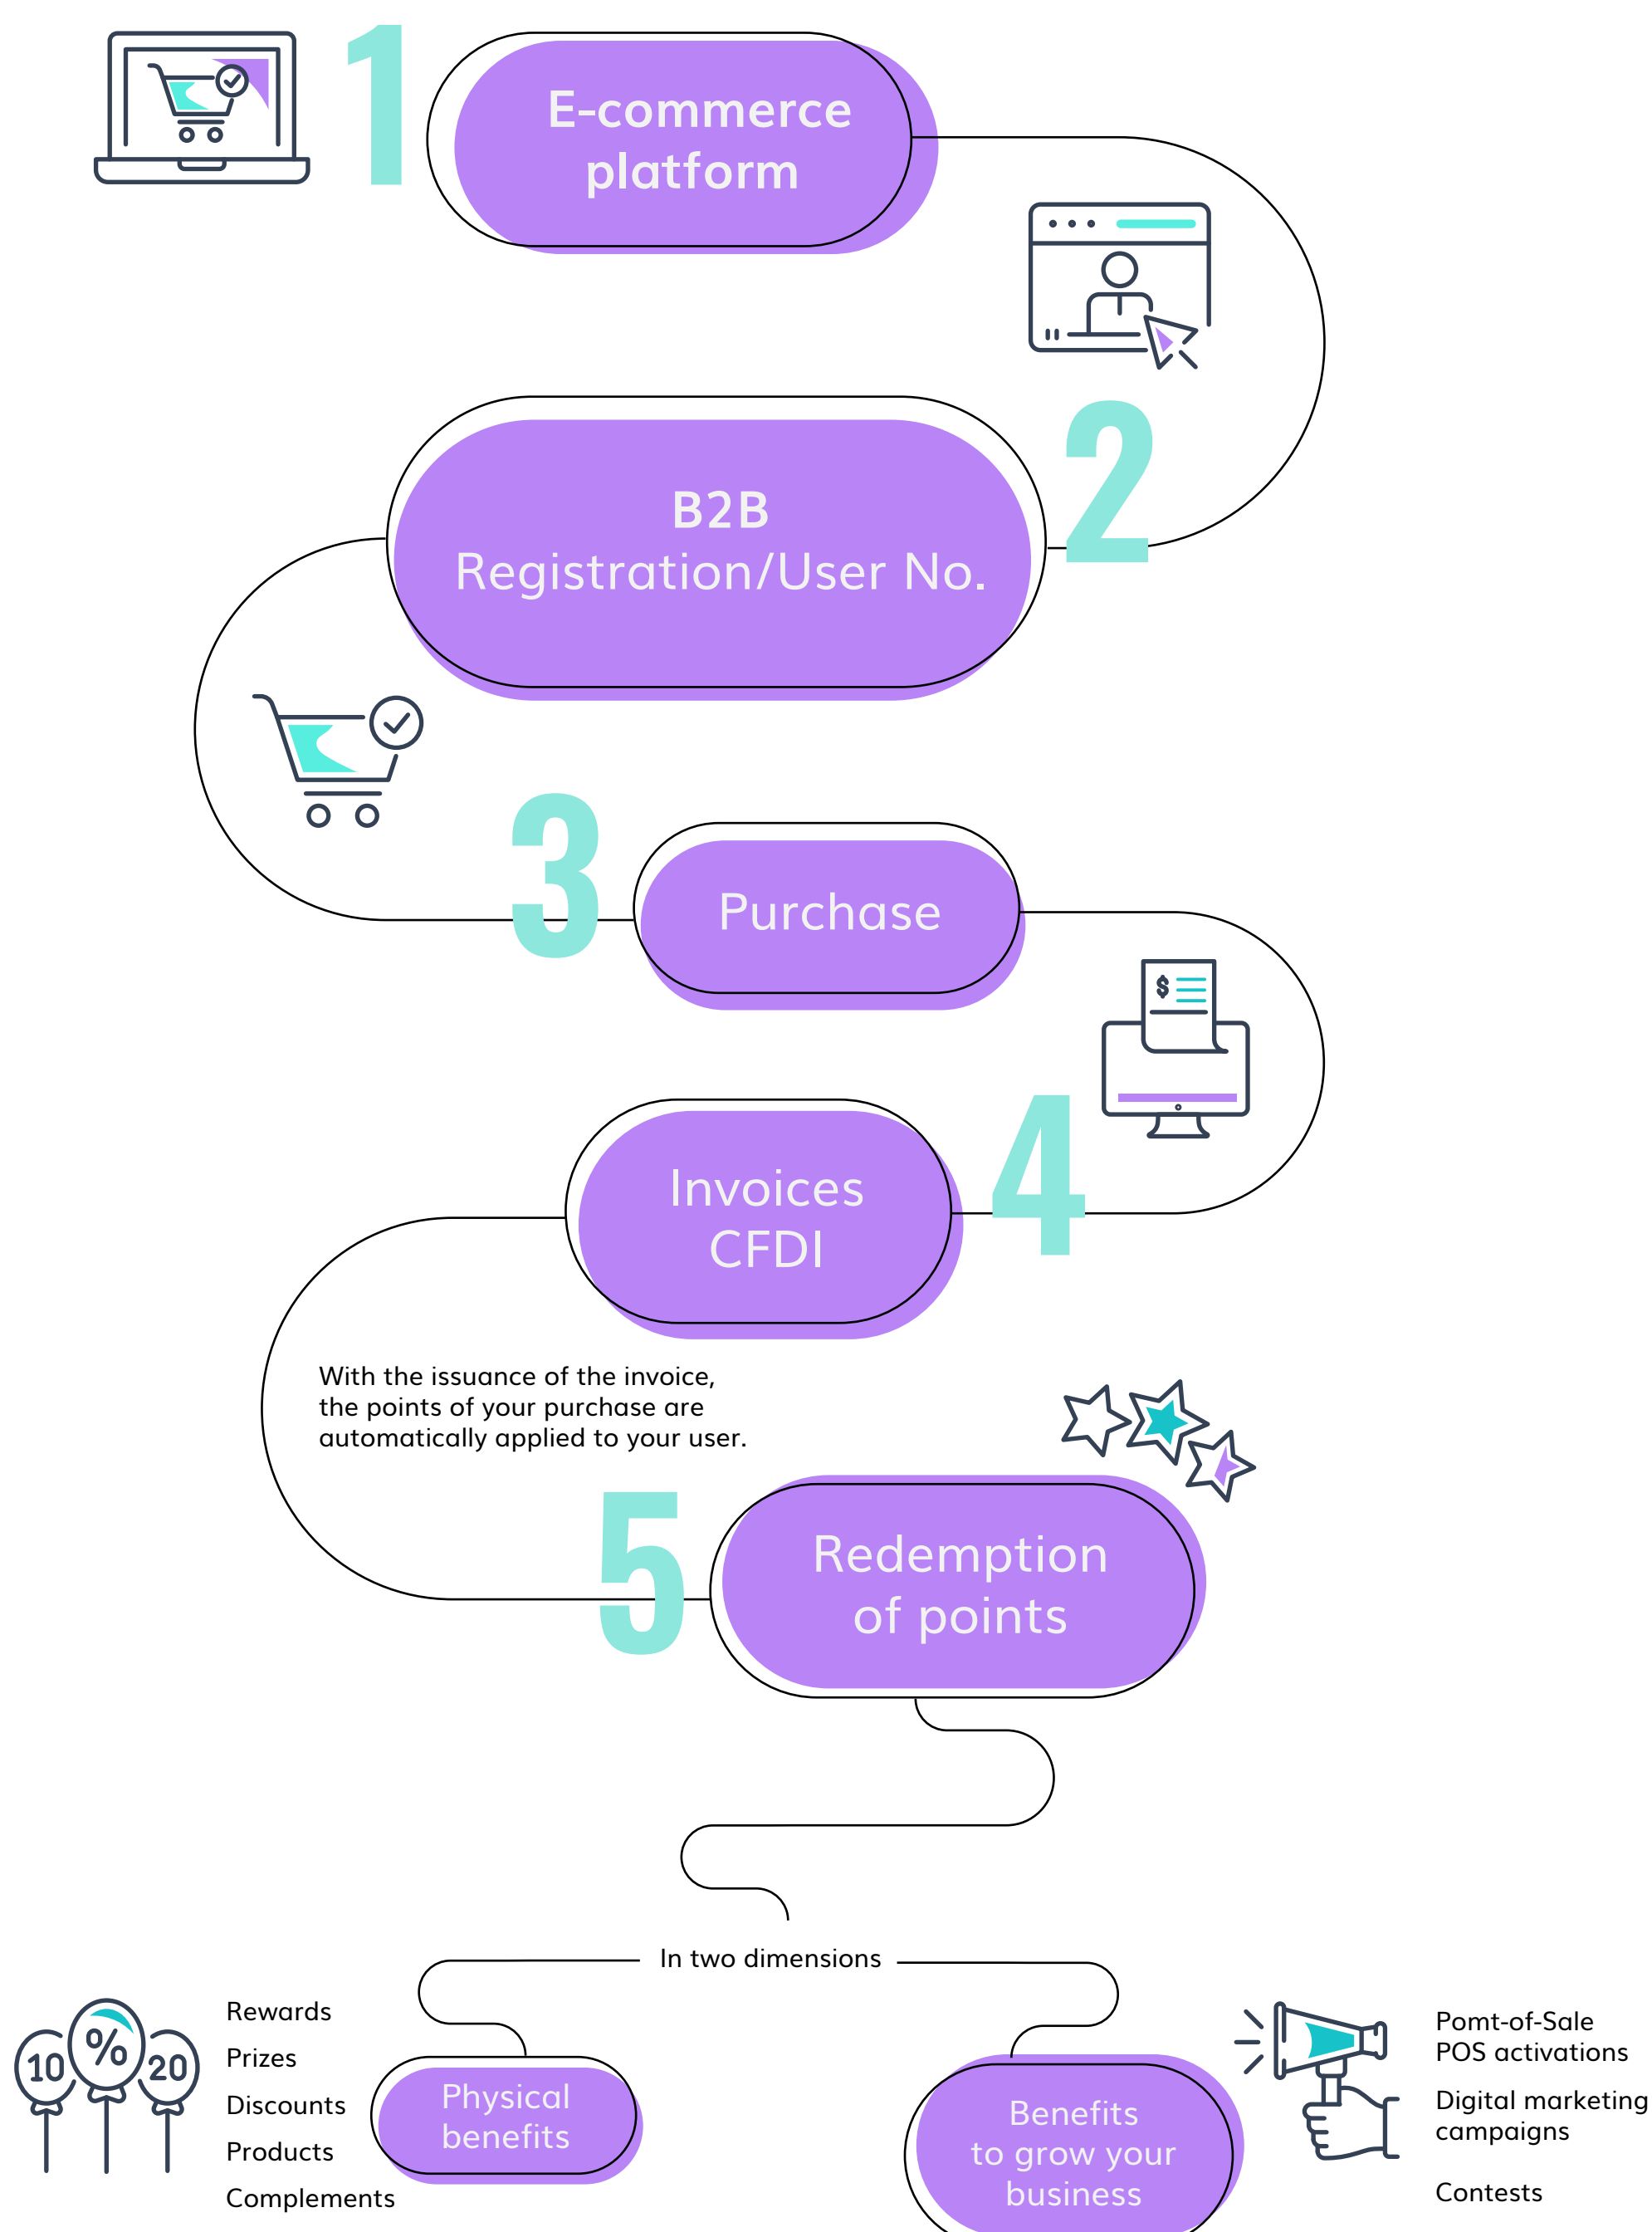 1
E-commerce
platform
2
B2B
Registration/User No.
3
Purchase
$
4
Invoices
CFDI
With the issuance of the invoice,
the points of your purchase are
automatically applied to your user.
5
Redemption
of points
In two dimensions
10
%
20
Rewards
Prizes
Discounts
Products
Complements
Physical
benefits
Benefits
to grow your
business
Pomt-of-Sale
POS activations
Digital marketing
campaigns
Contests